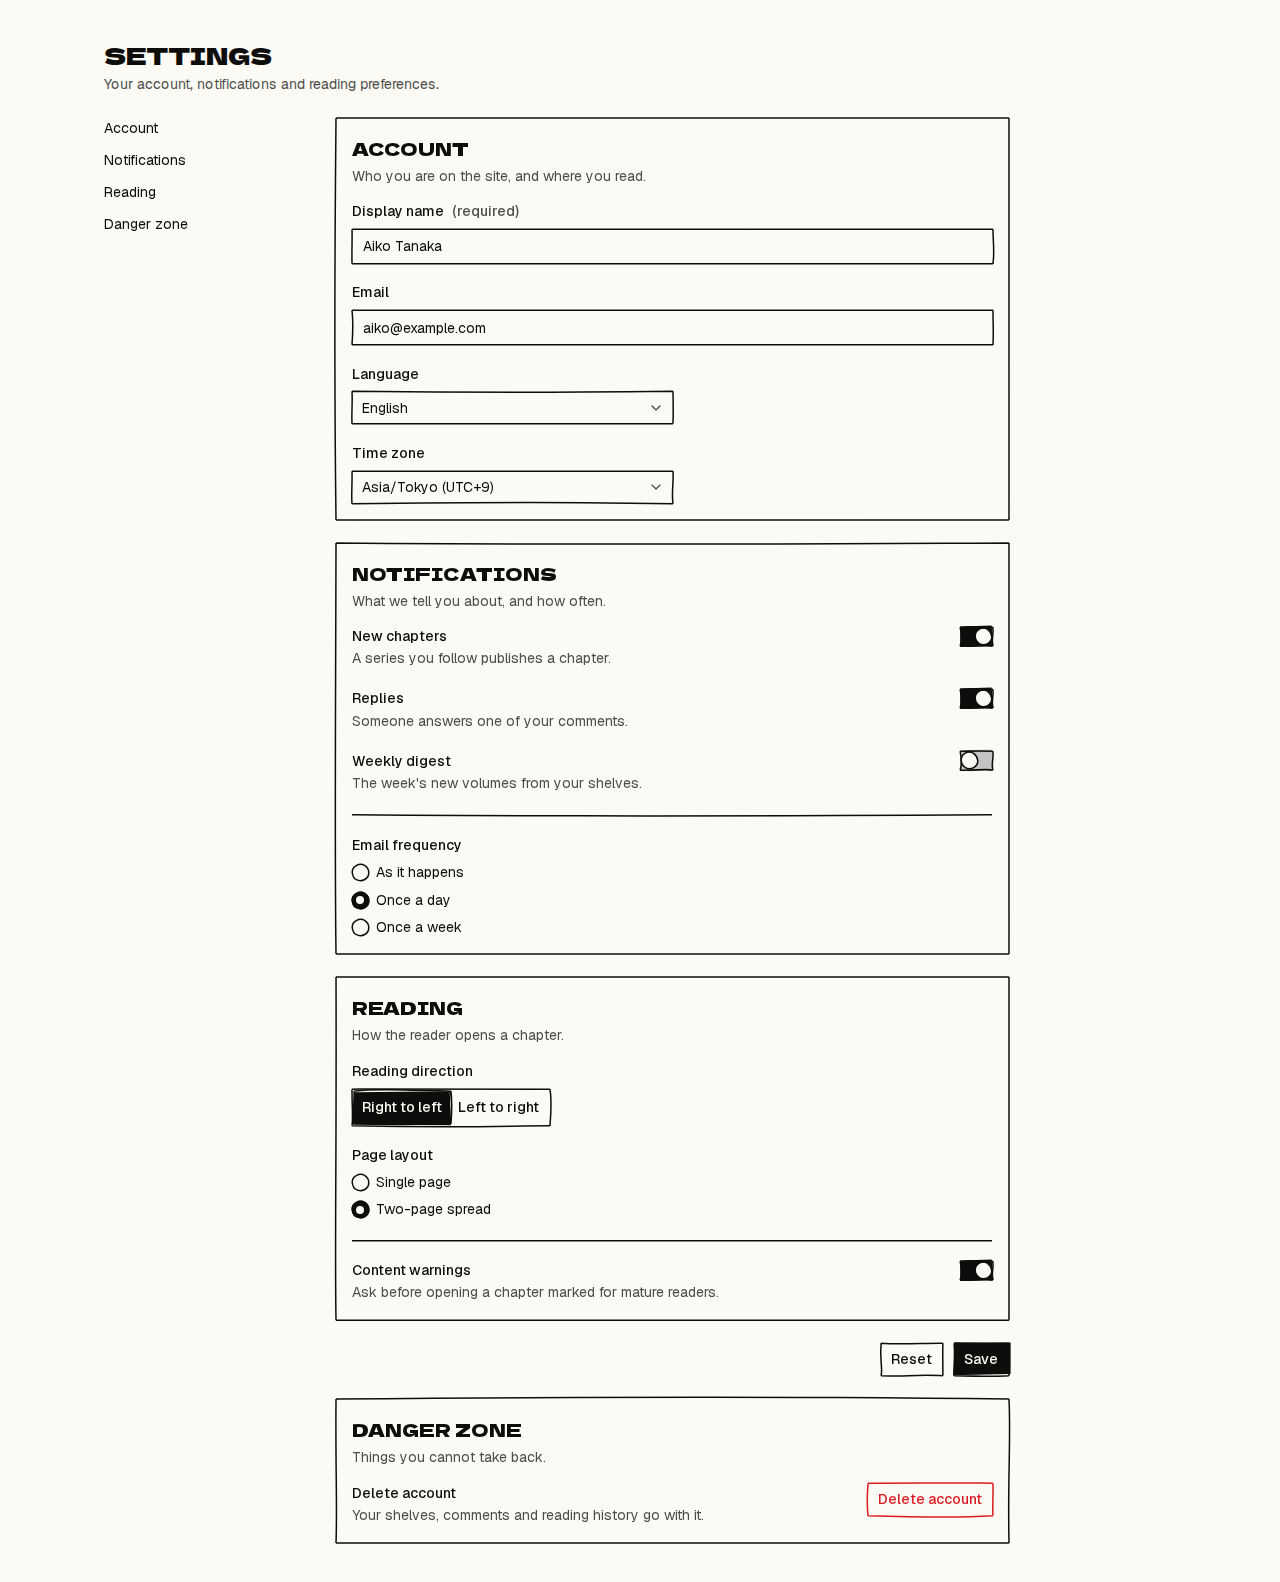 SETTINGS
Your account, notifications and reading preferences.
Account
Notifications
Reading
Danger zone
ACCOUNT
Who you are on the site, and where you read.
Display name (required)
Aiko Tanaka
Email
aiko@example.com
Language
English
Time zone
Asia/Tokyo (UTC+9)
NOTIFICATIONS
What we tell you about, and how often.
New chapters
A series you follow publishes a chapter.
Replies
Someone answers one of your comments.
Weekly digest
The week's new volumes from your shelves.
Email frequency
As it happens
Once a day
Once a week
READING
How the reader opens a chapter.
Reading direction
Right to left Left to right
Page layout
Single page
Two-page spread
Content warnings
Ask before opening a chapter marked for mature readers.
Reset Save
DANGER ZONE
Things you cannot take back.
Delete account
Your shelves, comments and reading history go with it.
Delete account